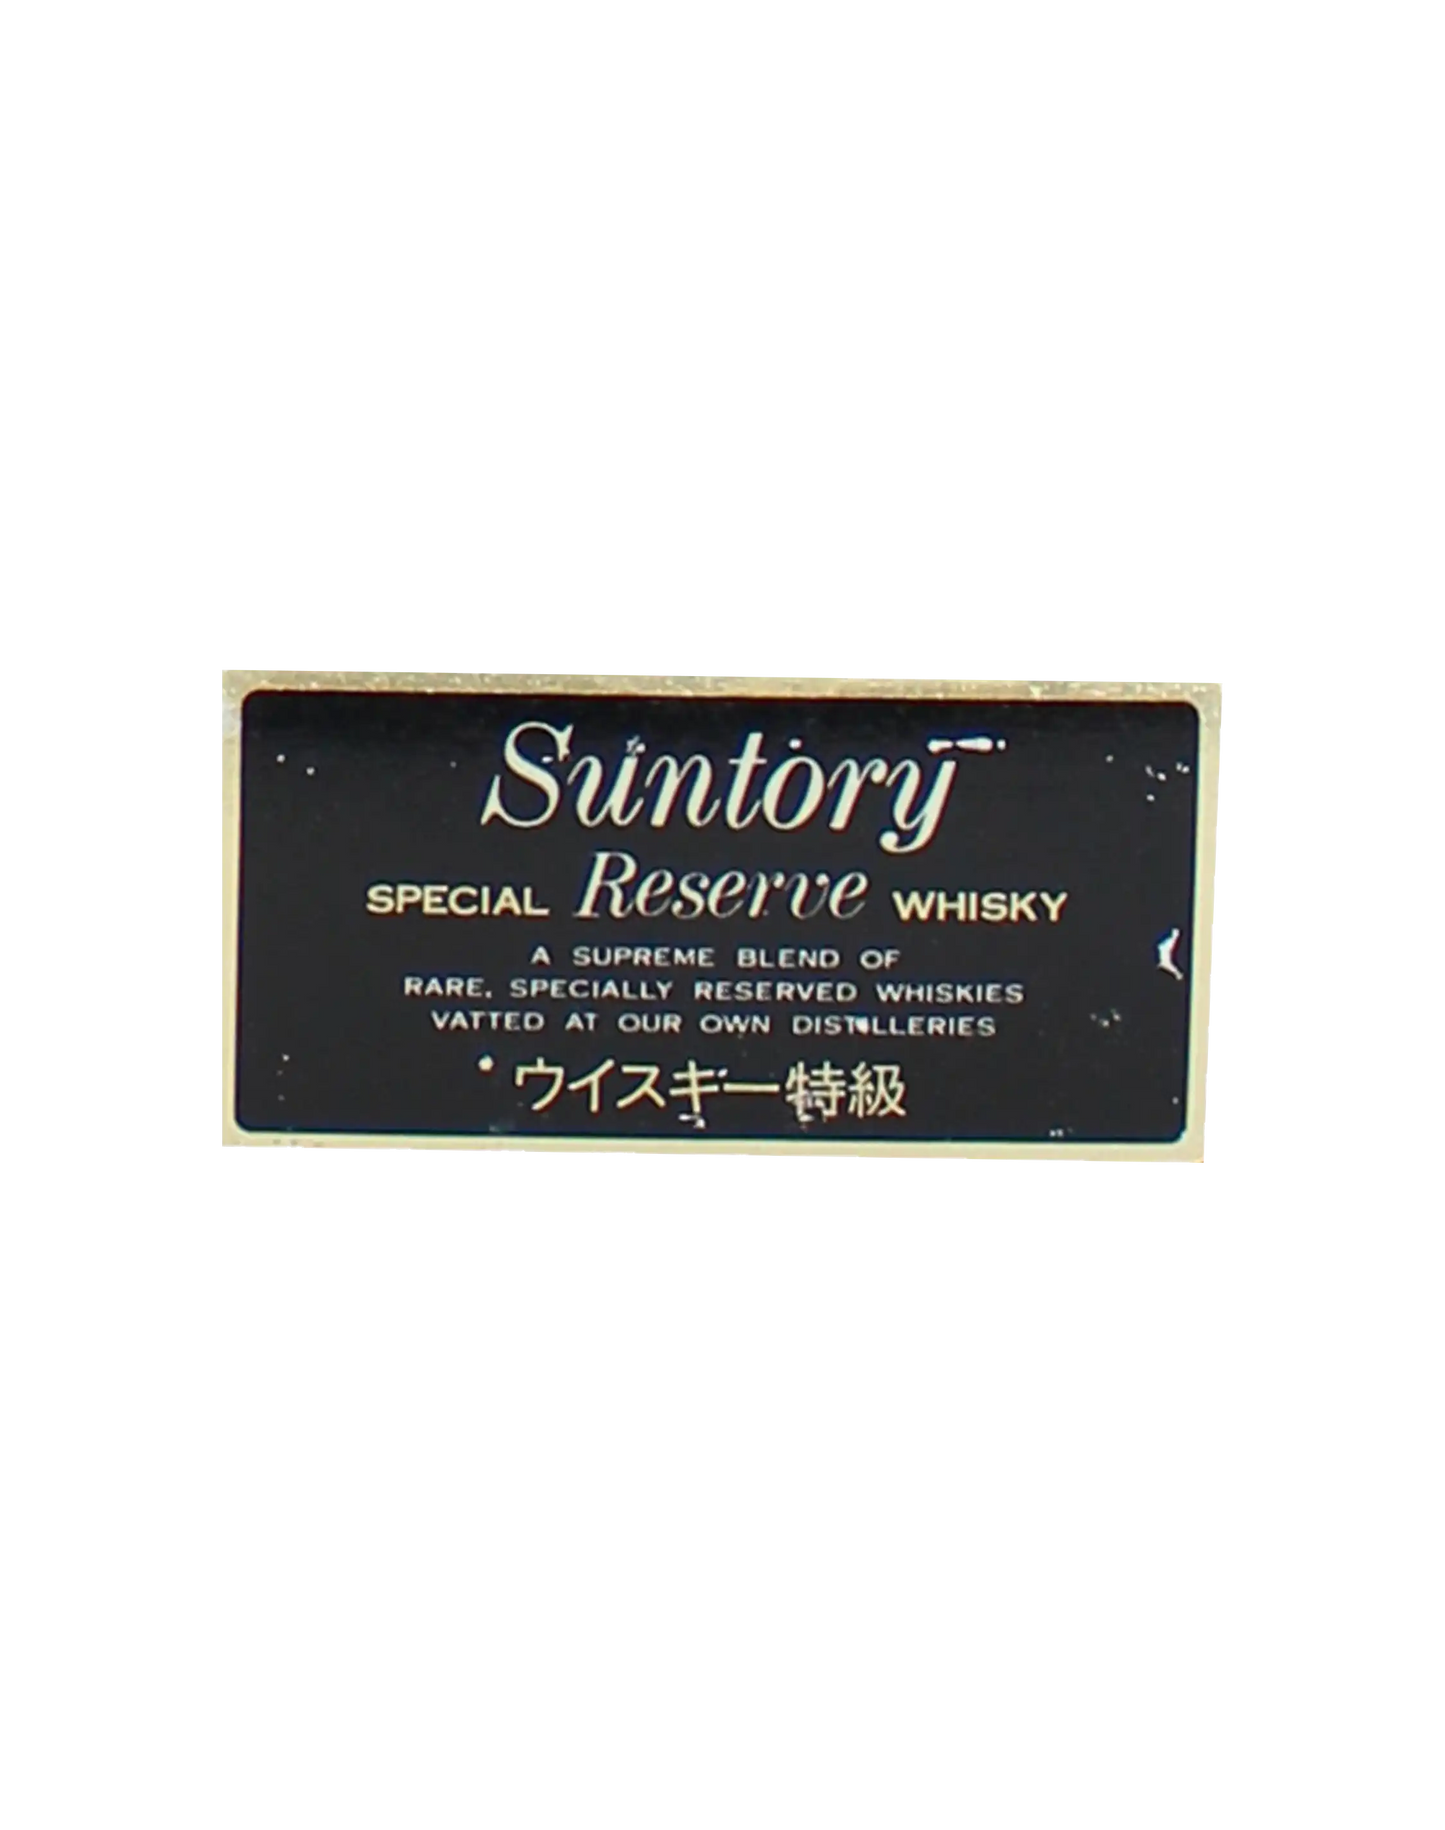 Suntory
SPECIAL Reserve WHISKY
A SUPREME BLEND OF
RARE, SPECIALLY RESERVED WHISKIES
VATTED AT OUR OWN DISTILLERIES
ウイスキー特級